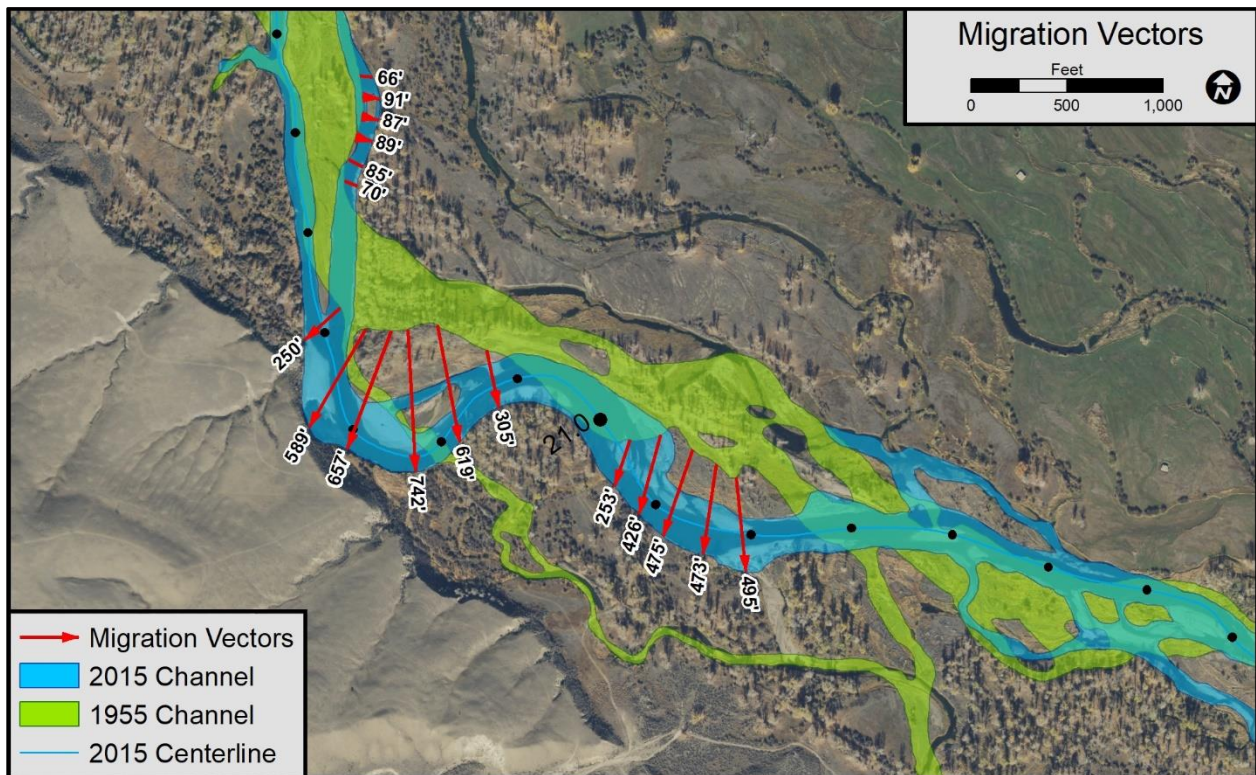 Migration Vectors
Feet
0 500 1,000
N
66'
91'
87'
89'
85'
70'
250'
589'
657'
742'
619'
305'
21.0
253'
426'
475'
473'
495'
Migration Vectors
2015 Channel
1955 Channel
2015 Centerline